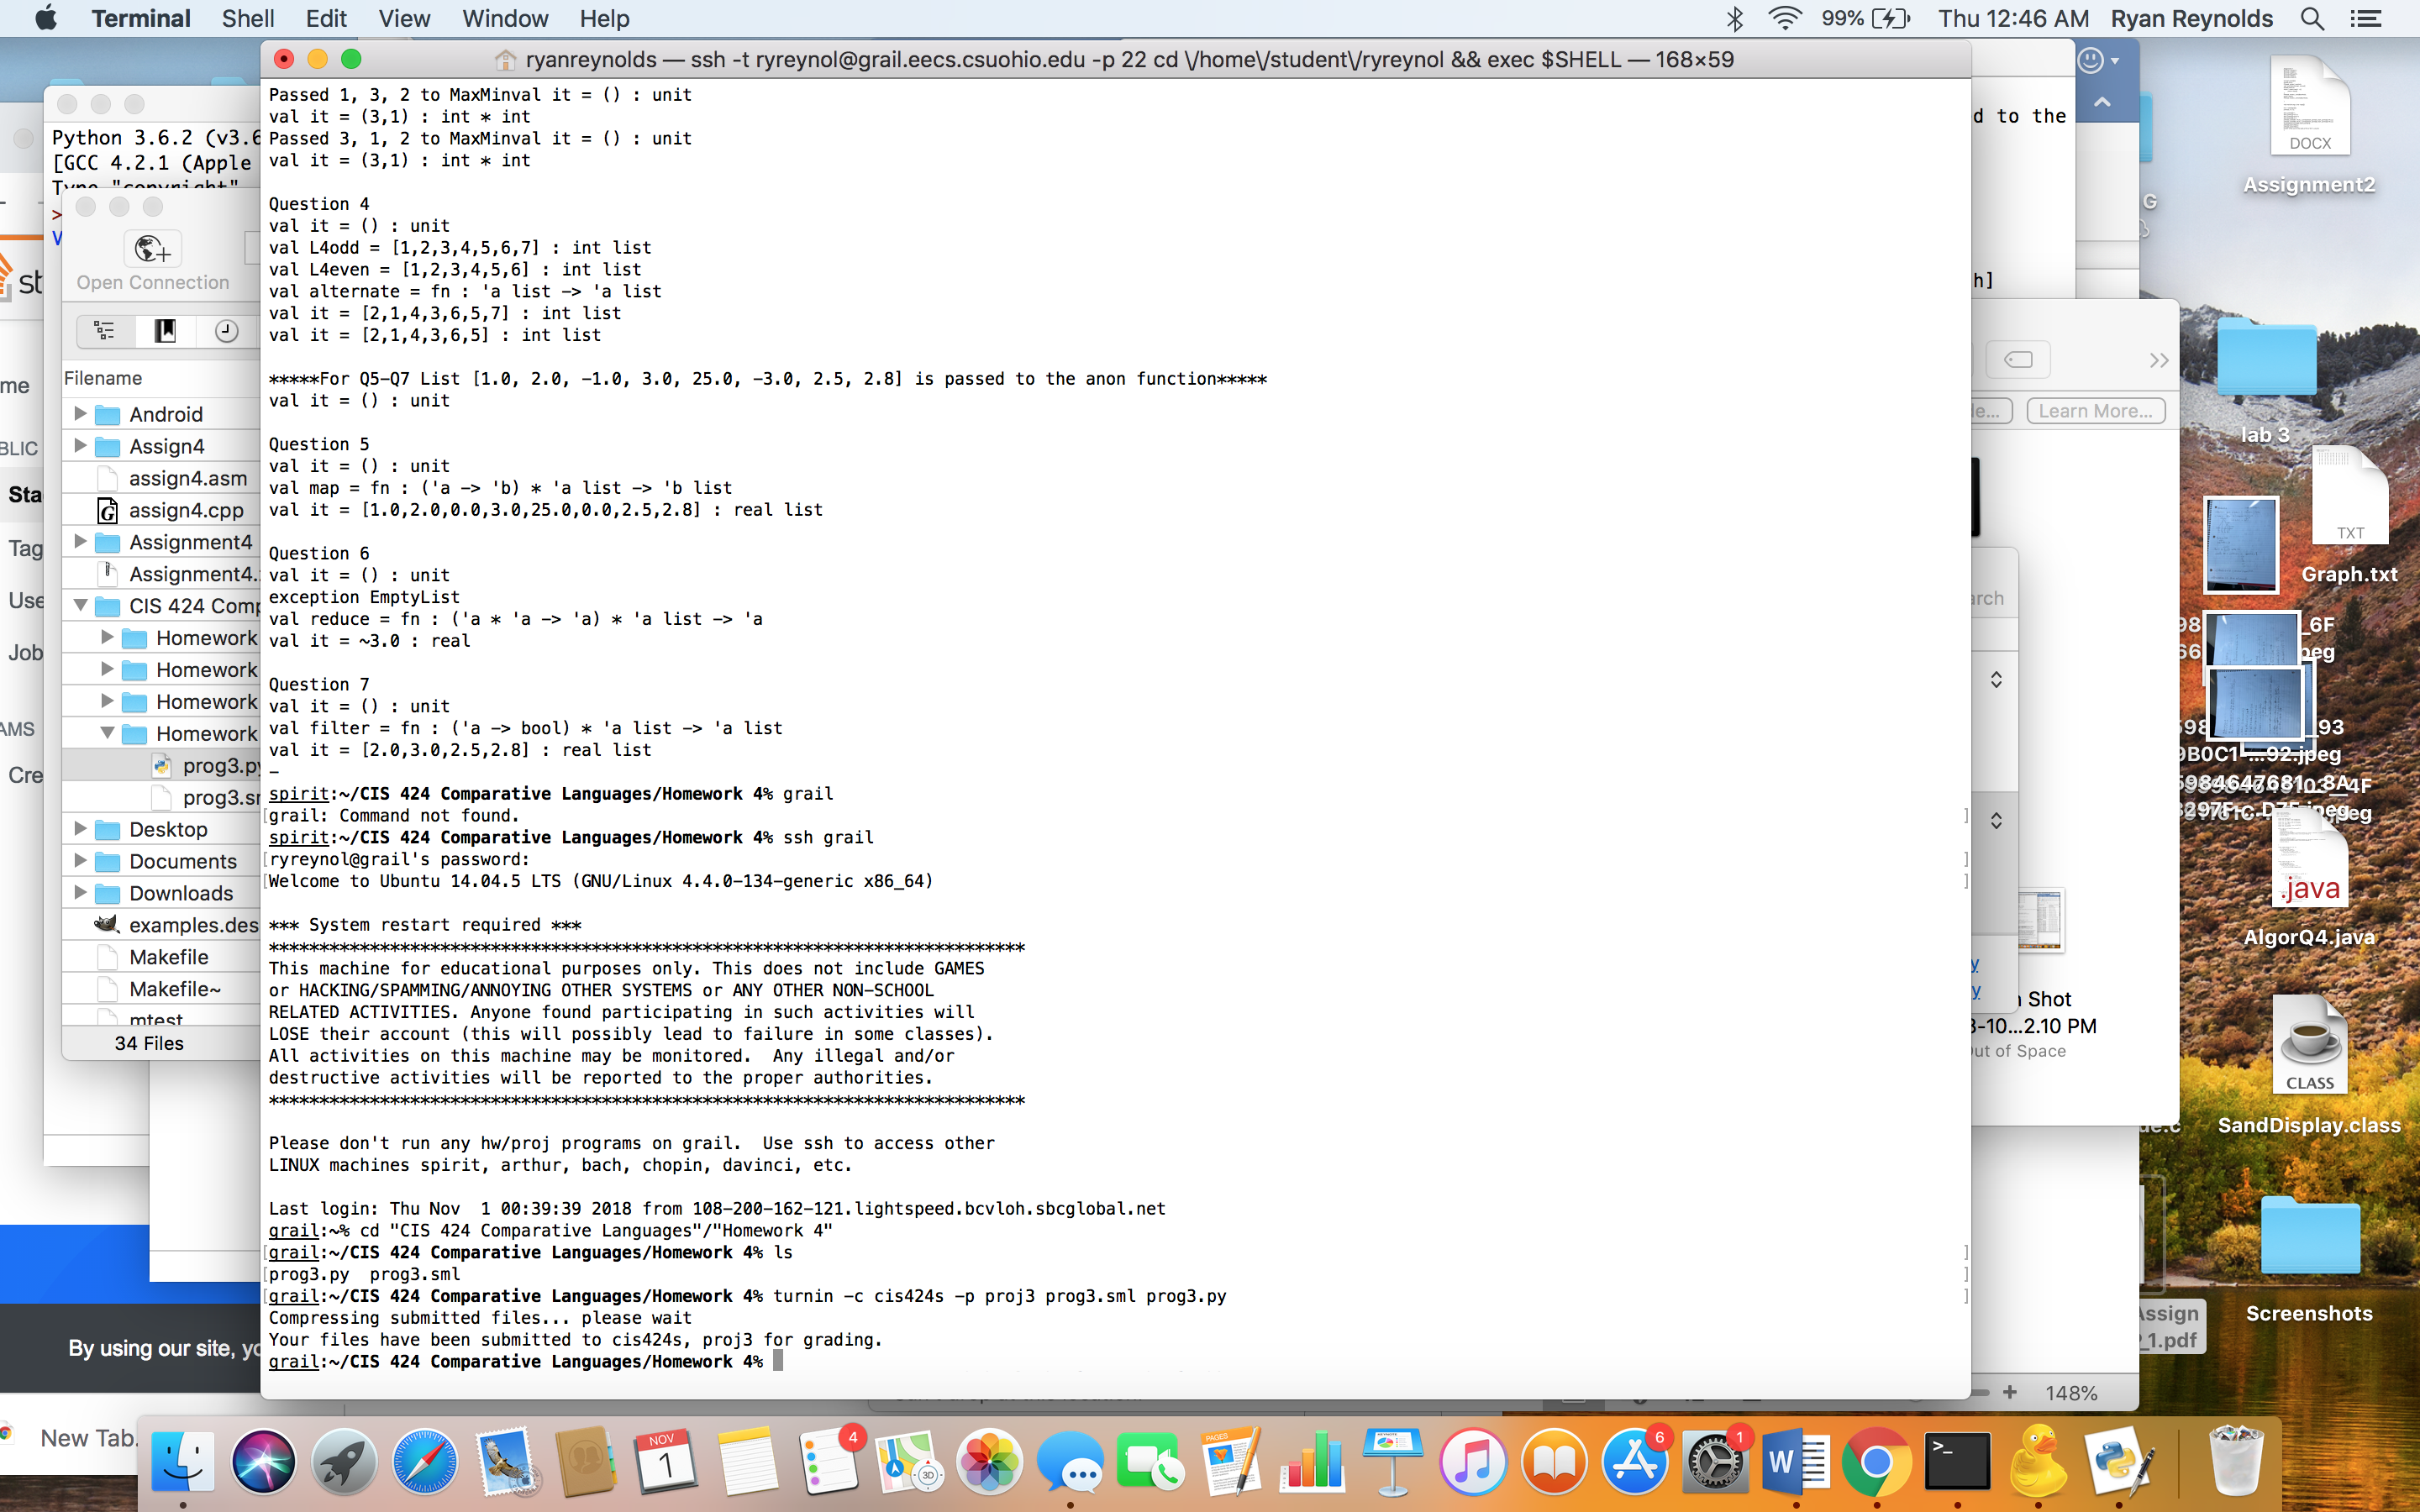 Terminal Shell Edit View Window Help 99% Thu 12:46 AM Ryan Reynolds
ryanreynolds — ssh -t ryreynol@grail.eecs.csuohio.edu -p 22 cd \/home\/student\/ryreynol && exec $SHELL — 168×59
Passed 1, 3, 2 to MaxMinval it = () : unit
val it = (3,1) : int * int
Passed 3, 1, 2 to MaxMinval it = () : unit
val it = (3,1) : int * int
Question 4
val it = () : unit
val L4odd = [1,2,3,4,5,6,7] : int list
val L4even = [1,2,3,4,5,6] : int list
val alternate = fn : 'a list -> 'a list
val it = [2,1,4,3,6,5,7] : int list
val it = [2,1,4,3,6,5] : int list
*****For Q5-Q7 List [1.0, 2.0, -1.0, 3.0, 25.0, -3.0, 2.5, 2.8] is passed to the anon function*****
val it = () : unit
Question 5
val it = () : unit
val map = fn : ('a -> 'b) * 'a list -> 'b list
val it = [1.0,2.0,0.0,3.0,25.0,0.0,2.5,2.8] : real list
Question 6
val it = () : unit
exception EmptyList
val reduce = fn : ('a * 'a -> 'a) * 'a list -> 'a
val it = ~3.0 : real
Question 7
val it = () : unit
val filter = fn : ('a -> bool) * 'a list -> 'a list
val it = [2.0,3.0,2.5,2.8] : real list
-
spirit:~/CIS 424 Comparative Languages/Homework 4% grail
[grail: Command not found. ]
spirit:~/CIS 424 Comparative Languages/Homework 4% ssh grail
[ryreynol@grail's password: ]
[Welcome to Ubuntu 14.04.5 LTS (GNU/Linux 4.4.0-134-generic x86_64) ]
*** System restart required ***
***************************************************************************
This machine for educational purposes only. This does not include GAMES
or HACKING/SPAMMING/ANNOYING OTHER SYSTEMS or ANY OTHER NON-SCHOOL
RELATED ACTIVITIES. Anyone found participating in such activities will
LOSE their account (this will possibly lead to failure in some classes).
All activities on this machine may be monitored.  Any illegal and/or
destructive activities will be reported to the proper authorities.
***************************************************************************
Please don't run any hw/proj programs on grail.  Use ssh to access other
LINUX machines spirit, arthur, bach, chopin, davinci, etc.
Last login: Thu Nov  1 00:39:39 2018 from 108-200-162-121.lightspeed.bcvloh.sbcglobal.net
grail:~% cd "CIS 424 Comparative Languages"/"Homework 4"
[grail:~/CIS 424 Comparative Languages/Homework 4% ls ]
[prog3.py  prog3.sml ]
[grail:~/CIS 424 Comparative Languages/Homework 4% turnin -c cis424s -p proj3 prog3.sml prog3.py ]
Compressing submitted files... please wait
Your files have been submitted to cis424s, proj3 for grading.
grail:~/CIS 424 Comparative Languages/Homework 4%
Python 3.6.2 (v3.6
[GCC 4.2.1 (Apple
Type "copyright"
>
Open Connection
Filename
Android
Assign4
assign4.asm
assign4.cpp
Assignment4
Assignment4.
CIS 424 Comp
Homework
Homework
Homework
Homework
prog3.py
prog3.sm
Desktop
Documents
Downloads
examples.des
Makefile
Makefile~
mtest
34 Files
st
me
BLIC
Sta
Tag
Use
Job
AMS
Cre
By using our site, yo
New Tab.
d to the
G
h]
Learn More...
arch
y
y
n Shot
8-10...2.10 PM
Out of Space
148%
DOCX
Assignment2
lab 3
TXT
Graph.txt
_6F
peg
_93
9B0C1-...92.jpeg
.java
AlgorQ4.java
CLASS
SandDisplay.class
Assign
_1.pdf
Screenshots
NOV
1
4
PAGES
3D
6
1
W
>_